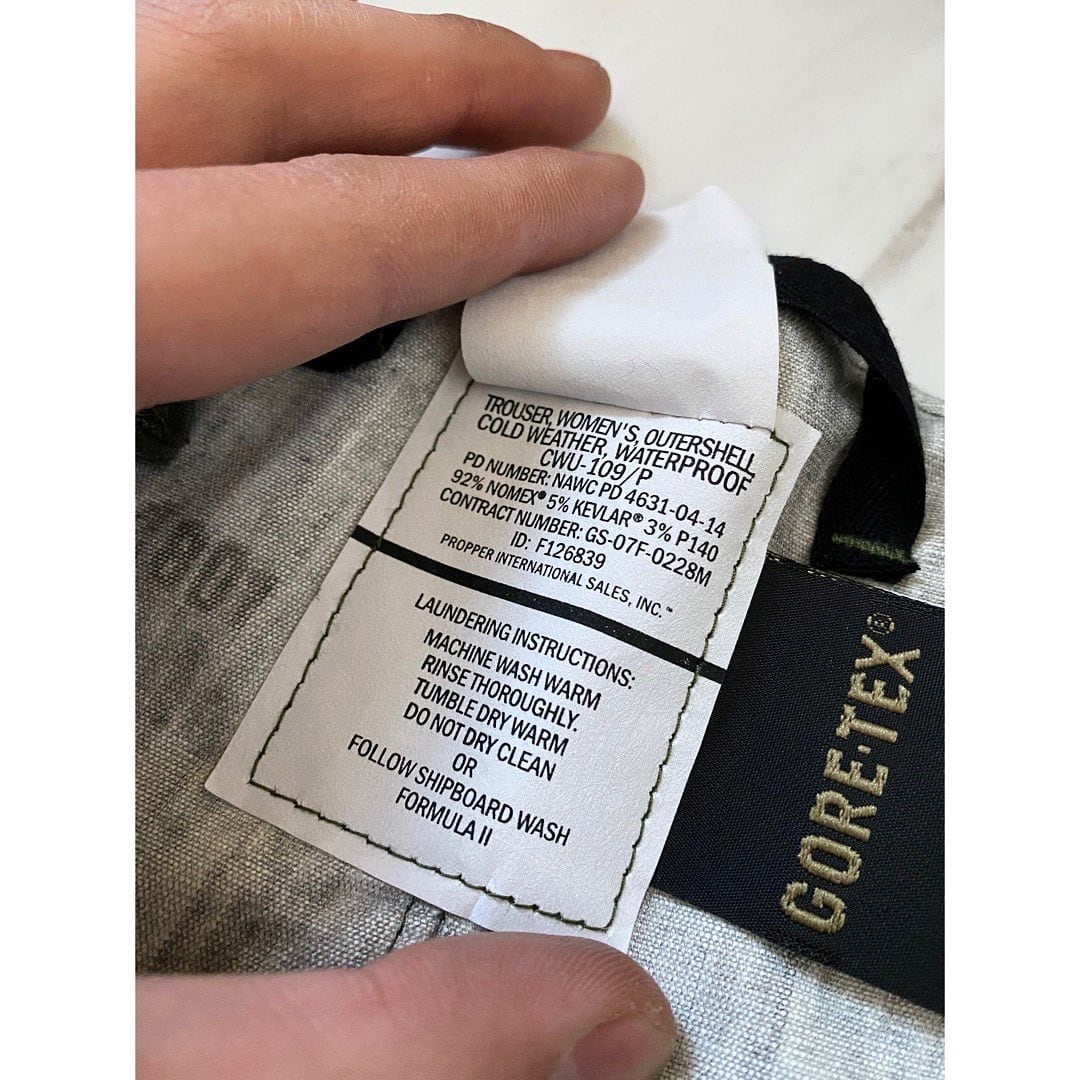 TROUSER, WOMEN'S, OUTERSHELL
COLD WEATHER, WATERPROOF
CWU-109/P
PD NUMBER: NAWC PD 4631-04-14
92% NOMEX® 5% KEVLAR® 3% P140
CONTRACT NUMBER: GS-07F-0228M
ID: F126839
PROPPER INTERNATIONAL SALES, INC.™
LAUNDERING INSTRUCTIONS:
MACHINE WASH WARM
RINSE THOROUGHLY.
TUMBLE DRY WARM
DO NOT DRY CLEAN
OR
FOLLOW SHIPBOARD WASH
FORMULA II
GORE-TEX®